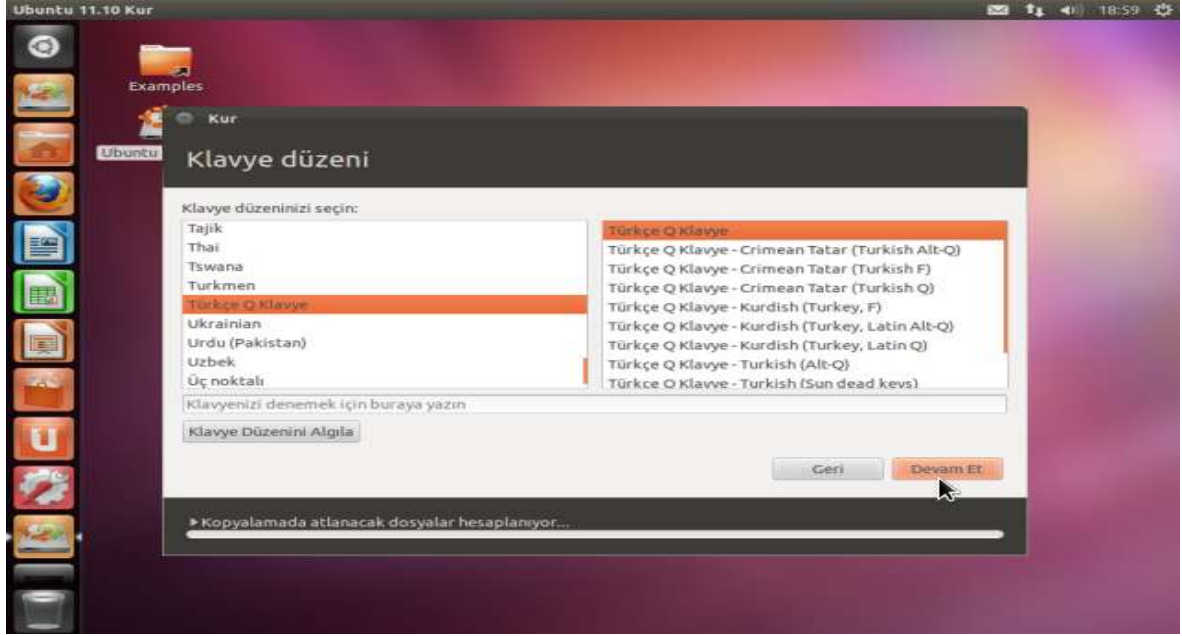 Ubuntu 11.10 Kur
18:59
Examples
Ubuntu
Kur
Klavye düzeni
Klavye düzeninizi seçin:
Tajik
Thai
Tswana
Turkmen
Türkçe Q Klavye
Ukrainian
Urdu (Pakistan)
Uzbek
Üç noktalı
Türkçe Q Klavye
Türkçe Q Klavye - Crimean Tatar (Turkish Alt-Q)
Türkçe Q Klavye - Crimean Tatar (Turkish F)
Türkçe Q Klavye - Crimean Tatar (Turkish Q)
Türkçe Q Klavye - Kurdish (Turkey, F)
Türkçe Q Klavye - Kurdish (Turkey, Latin Alt-Q)
Türkçe Q Klavye - Kurdish (Turkey, Latin Q)
Türkçe Q Klavye - Turkish (Alt-Q)
Türkçe Q Klavye - Turkish (Sun dead keys)
Klavyenizi denemek için buraya yazın
Klavye Düzenini Algıla
Geri
Devam Et
Kopyalamada atlanacak dosyalar hesaplanıyor...